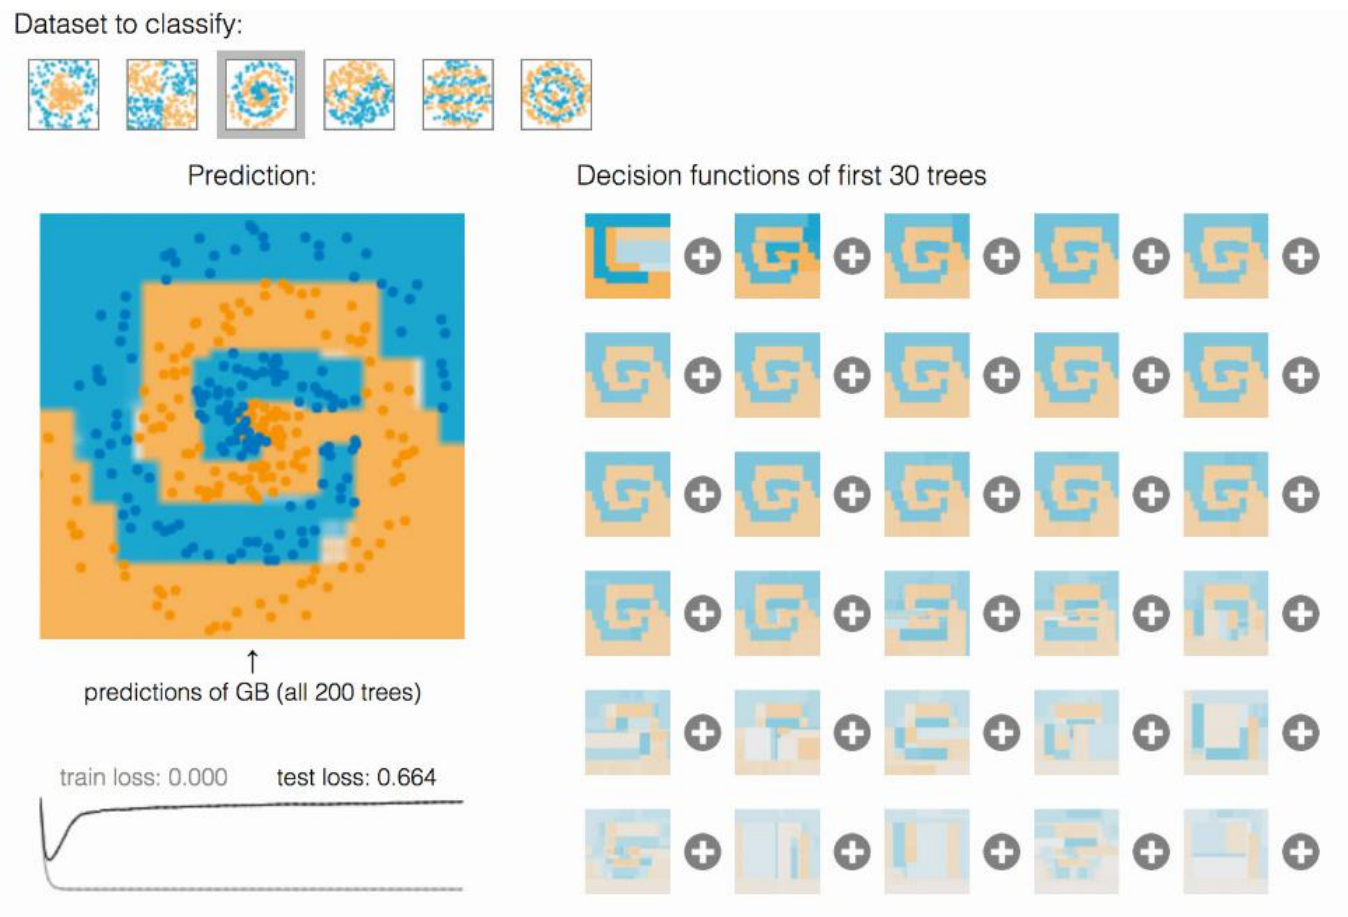 Dataset to classify:
Prediction:
Decision functions of first 30 trees
↑
predictions of GB (all 200 trees)
train loss: 0.000 test loss: 0.664